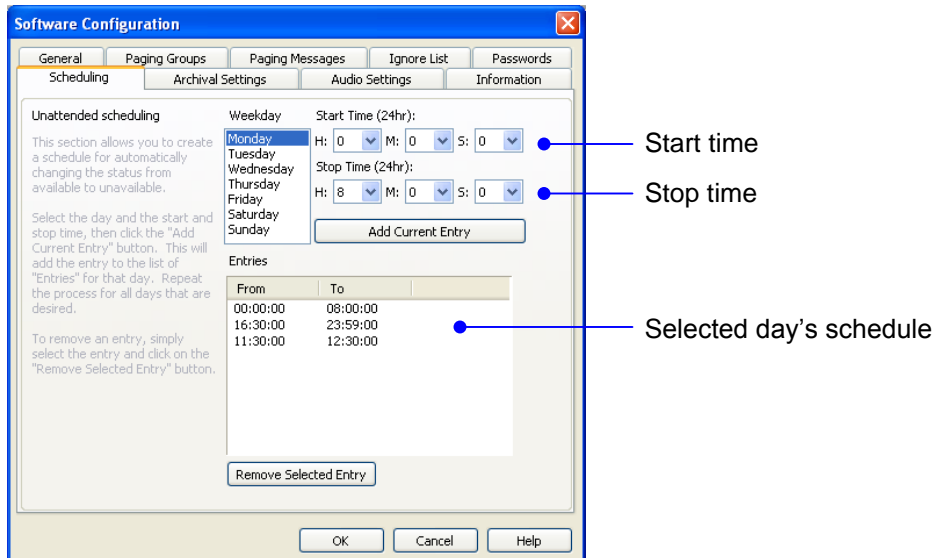 Software Configuration
General Paging Groups Paging Messages Ignore List Passwords
Scheduling Archival Settings Audio Settings Information
Unattended scheduling
This section allows you to create
a schedule for automatically
changing the status from
available to unavailable.
Select the day and the start and
stop time, then click the "Add
Current Entry" button. This will
add the entry to the list of
"Entries" for that day. Repeat
the process for all days that are
desired.
To remove an entry, simply
select the entry and click on the
"Remove Selected Entry" button.
Weekday
Monday
Tuesday
Wednesday
Thursday
Friday
Saturday
Sunday
Start Time (24hr):
H: 0 M: 0 S: 0
Stop Time (24hr):
H: 8 M: 0 S: 0
Add Current Entry
Entries
From To
00:00:00 08:00:00
16:30:00 23:59:00
11:30:00 12:30:00
Remove Selected Entry
OK Cancel Help
Start time
Stop time
Selected day’s schedule